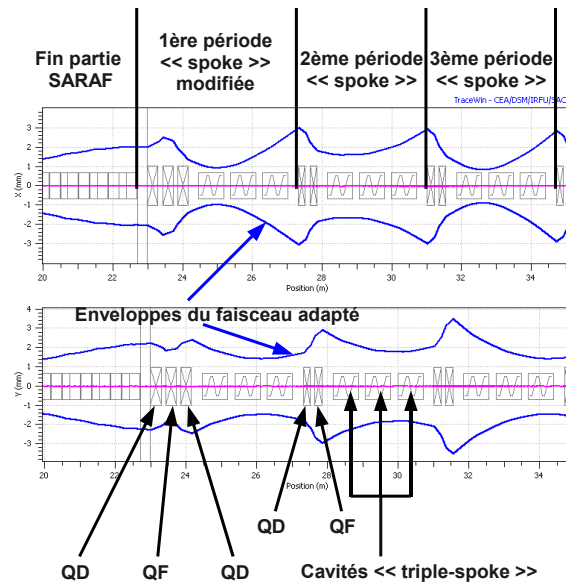 Fin partie
SARAF
1ère période
<< spoke >>
modifiée
2ème période
<< spoke >>
3ème période
<< spoke >>
TraceWin - CEA/DSM/IRFU/SAC
X (mm)
3
2
1
0
-1
-2
-3
20 22 24 26 28 30 32 34
Position (m)
Enveloppes du faisceau adapté
Y (mm)
4
3
2
1
0
-1
-2
-3
20 22 24 26 28 30 32 34
Position (m)
QD QF QD
QD QF
Cavités << triple-spoke >>